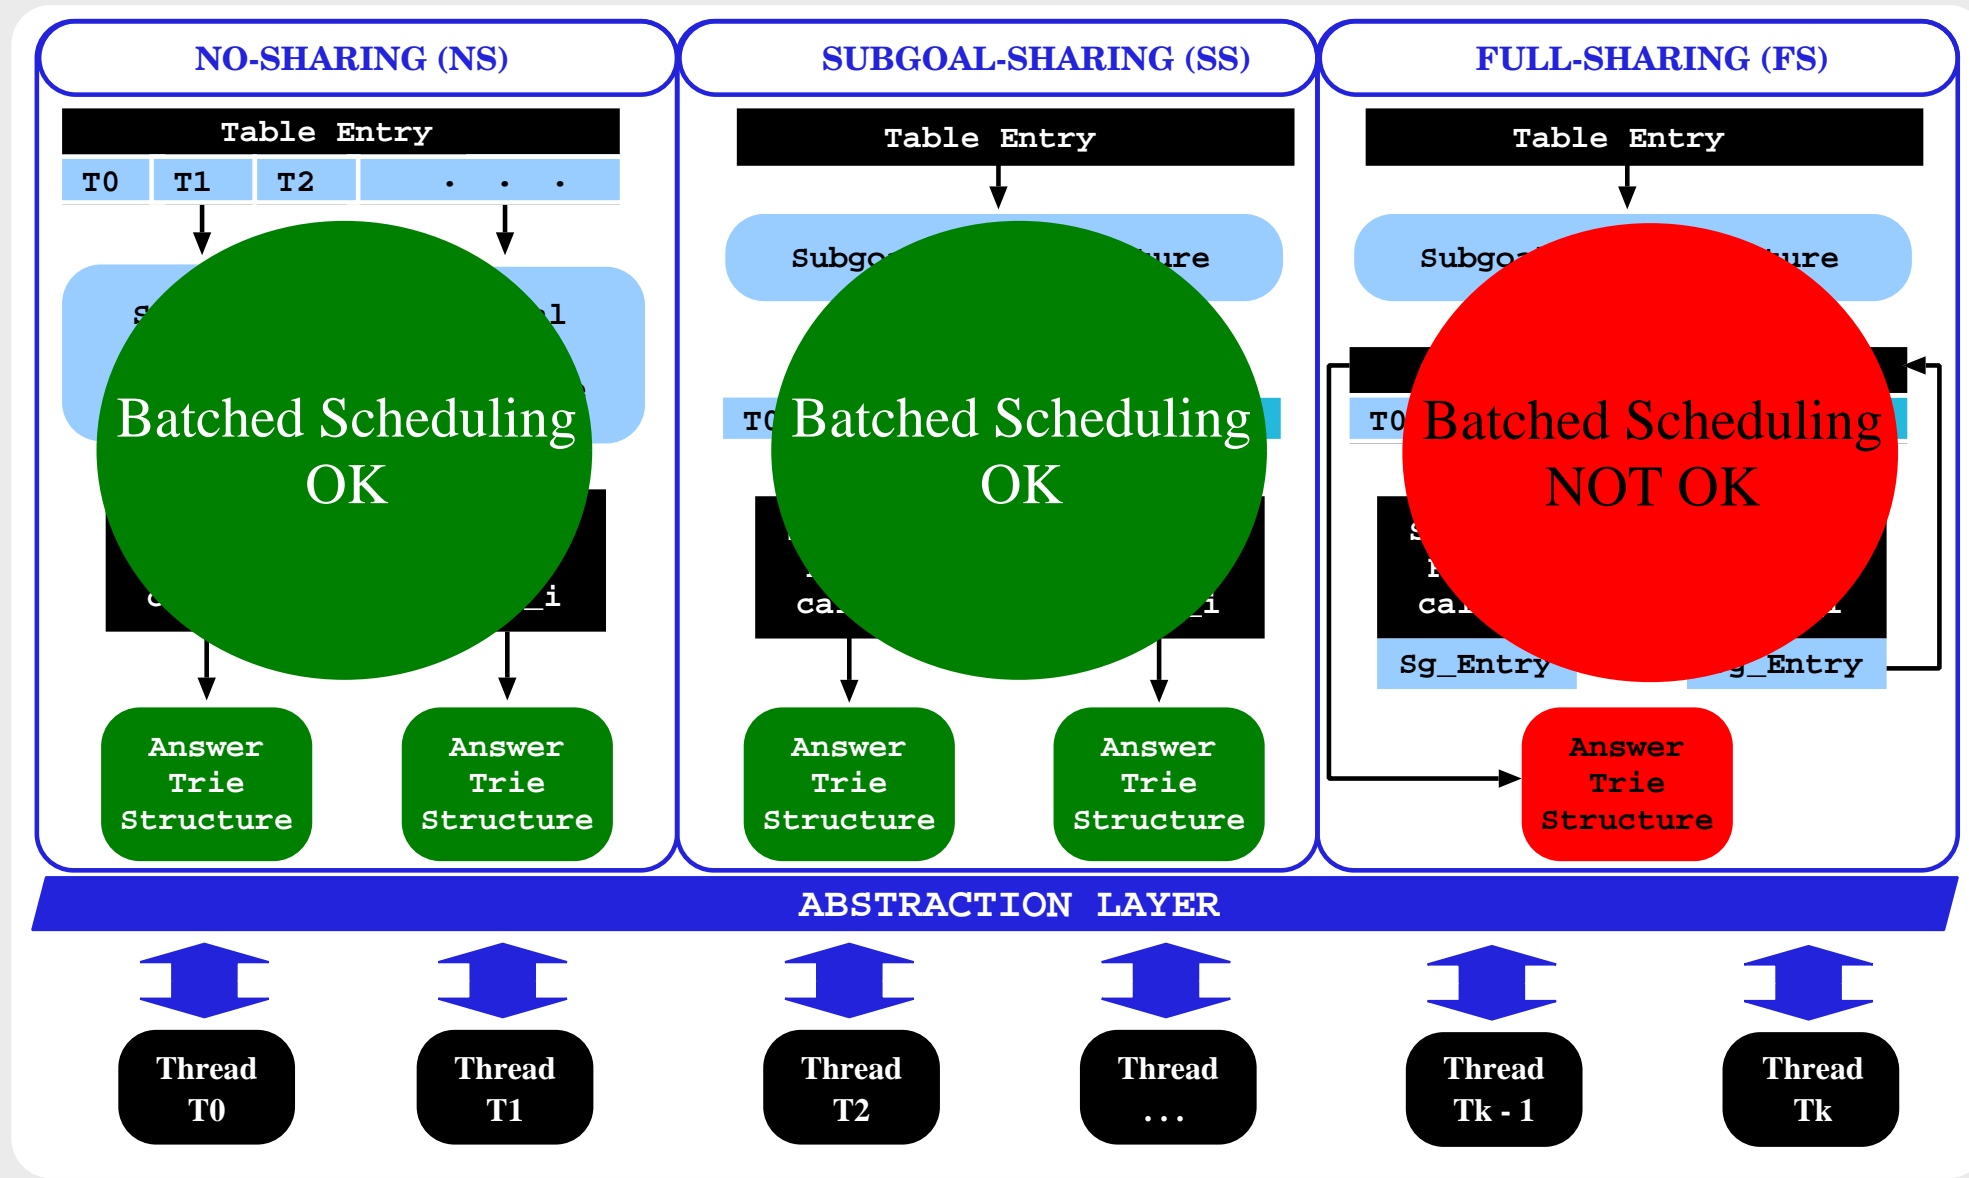 NO-SHARING (NS)
Table Entry
T0 T1 T2 . . .
Batched Scheduling
OK
Answer
Trie
Structure
Answer
Trie
Structure
SUBGOAL-SHARING (SS)
Table Entry
T0
Batched Scheduling
OK
Answer
Trie
Structure
Answer
Trie
Structure
FULL-SHARING (FS)
Table Entry
T0
Batched Scheduling
NOT OK
Sg_Entry
Answer
Trie
Structure
ABSTRACTION LAYER
Thread
T0
Thread
T1
Thread
T2
Thread
. . .
Thread
Tk - 1
Thread
Tk